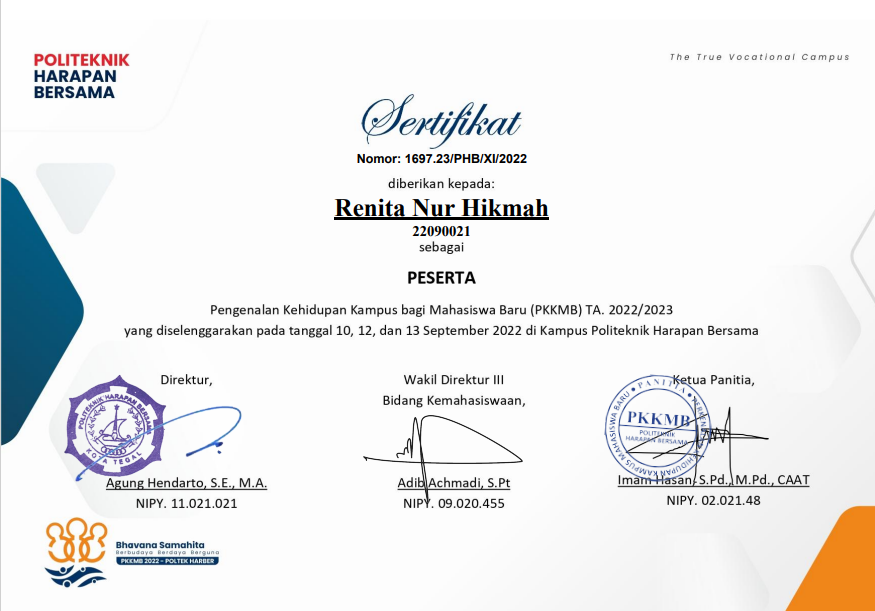 POLITEKNIK
HARAPAN
BERSAMA
The True Vocational Campus
Sertifikat
Nomor: 1697.23/PHB/XI/2022
diberikan kepada:
Renita Nur Hikmah
22090021
sebagai
PESERTA
Pengenalan Kehidupan Kampus bagi Mahasiswa Baru (PKKMB) TA. 2022/2023
yang diselenggarakan pada tanggal 10, 12, dan 13 September 2022 di Kampus Politeknik Harapan Bersama
Direktur,
POLITEKNIK HARAPAN BERSAMA
KOTA TEGAL
Agung Hendarto, S.E., M.A.
NIPY. 11.021.021
Wakil Direktur III
Bidang Kemahasiswaan,
Adib Achmadi, S.Pt
NIPY. 09.020.455
Ketua Panitia,
PANITIA PENGENALAN KEHIDUPAN KAMPUS MAHASISWA BARU
PKKMB
POLITEKNIK
HARAPAN BERSAMA
Imam Hasan, S.Pd., M.Pd., CAAT
NIPY. 02.021.48
Bhavana Samahita
Berbudaya Berdaya Berguna
PKKMB 2022 - POLTEK HARBER